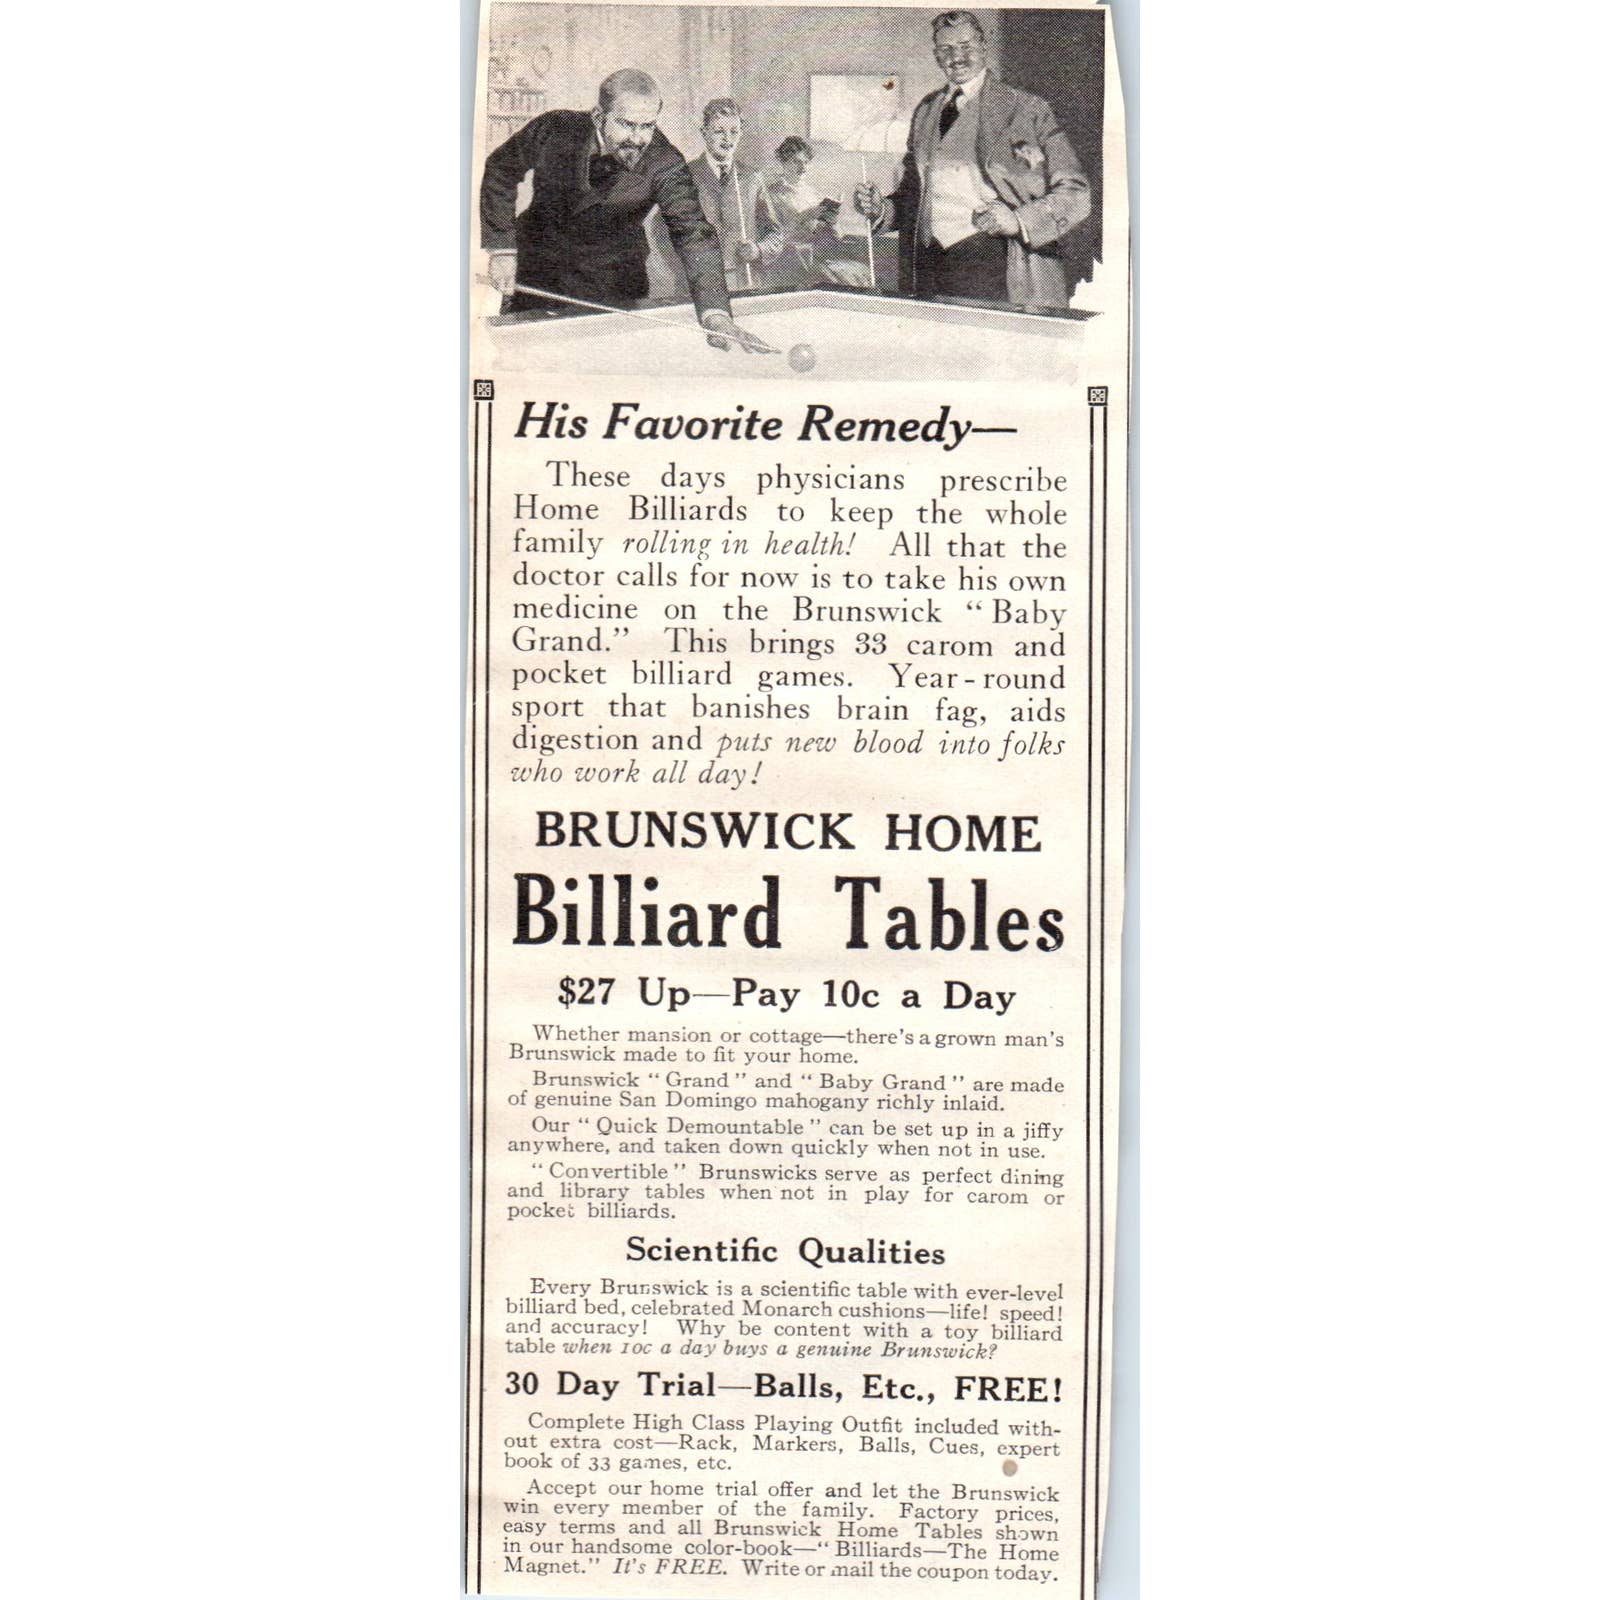 His Favorite Remedy—
These days physicians prescribe
Home Billiards to keep the whole
family rolling in health! All that the
doctor calls for now is to take his own
medicine on the Brunswick “Baby
Grand.” This brings 33 carom and
pocket billiard games. Year-round
sport that banishes brain fag, aids
digestion and puts new blood into folks
who work all day!
BRUNSWICK HOME
Billiard Tables
$27 Up—Pay 10c a Day
Whether mansion or cottage—there's a grown man's
Brunswick made to fit your home.
Brunswick “Grand” and “Baby Grand” are made
of genuine San Domingo mahogany richly inlaid.
Our “Quick Demountable” can be set up in a jiffy
anywhere, and taken down quickly when not in use.
“Convertible” Brunswicks serve as perfect dining
and library tables when not in play for carom or
pocket billiards.
Scientific Qualities
Every Brunswick is a scientific table with ever-level
billiard bed, celebrated Monarch cushions—life! speed!
and accuracy! Why be content with a toy billiard
table when 10c a day buys a genuine Brunswick?
30 Day Trial—Balls, Etc., FREE!
Complete High Class Playing Outfit included with-
out extra cost—Rack, Markers, Balls, Cues, expert
book of 33 games, etc.
Accept our home trial offer and let the Brunswick
win every member of the family. Factory prices,
easy terms and all Brunswick Home Tables shown
in our handsome color-book—“Billiards—The Home
Magnet.” It's FREE. Write or mail the coupon today.